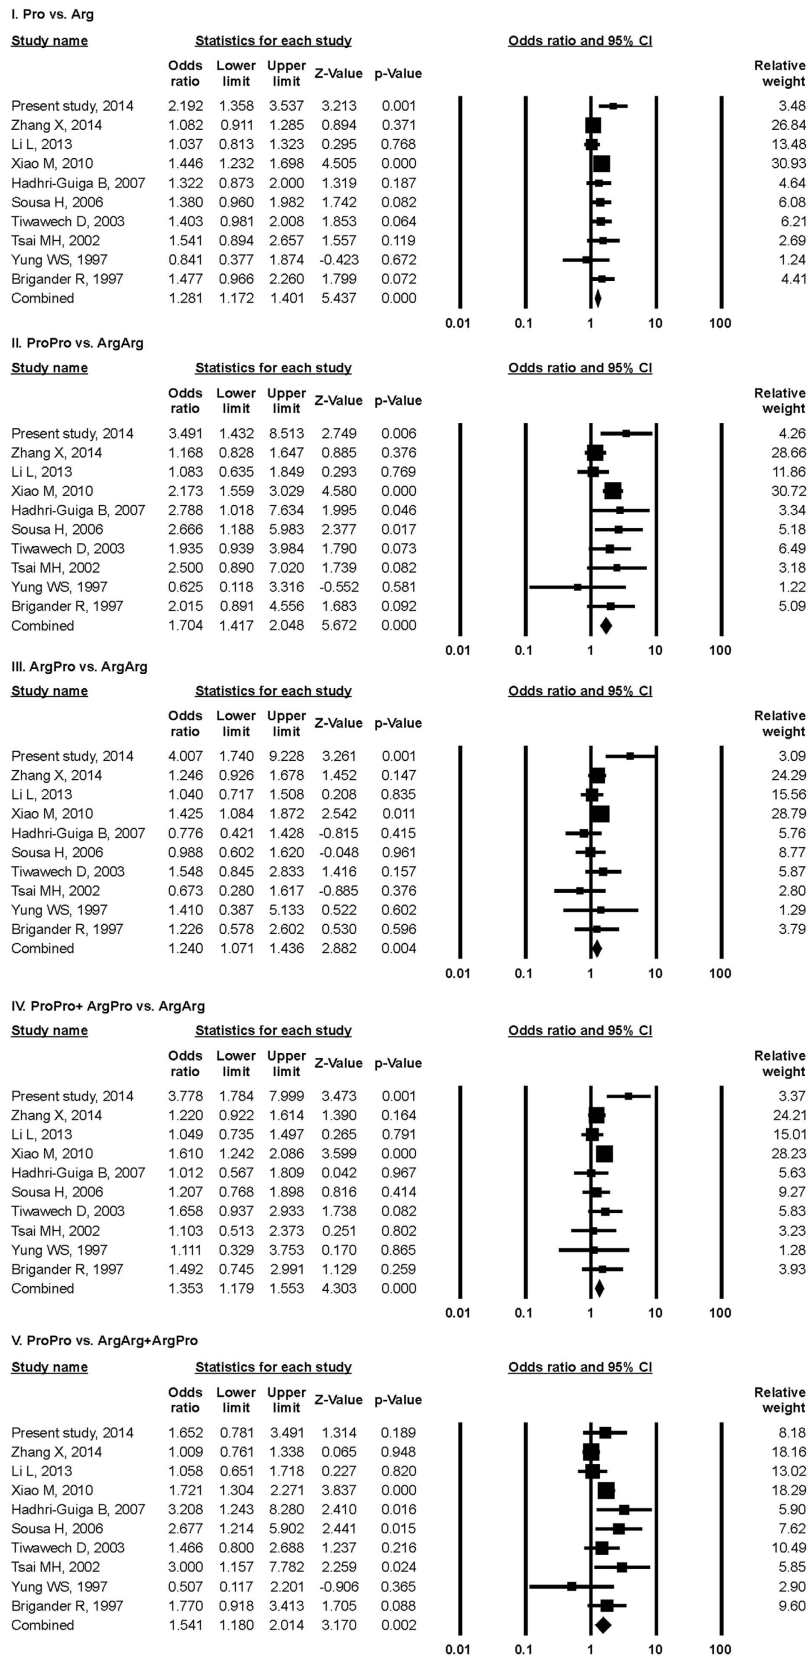 I. Pro vs. Arg
Study name Statistics for each study Odds ratio and 95% CI
Odds ratio Lower limit Upper limit Z-Value p-Value Relative weight
Present study, 2014 2.192 1.358 3.537 3.213 0.001 3.48
Zhang X, 2014 1.082 0.911 1.285 0.894 0.371 26.84
Li L, 2013 1.037 0.813 1.323 0.295 0.768 13.48
Xiao M, 2010 1.446 1.232 1.698 4.505 0.000 30.93
Hadhri-Guiga B, 2007 1.322 0.873 2.000 1.319 0.187 4.64
Sousa H, 2006 1.380 0.960 1.982 1.742 0.082 6.08
Tiwawech D, 2003 1.403 0.981 2.008 1.853 0.064 6.21
Tsai MH, 2002 1.541 0.894 2.657 1.557 0.119 2.69
Yung WS, 1997 0.841 0.377 1.874 -0.423 0.672 1.24
Brigander R, 1997 1.477 0.966 2.260 1.799 0.072 4.41
Combined 1.281 1.172 1.401 5.437 0.000
0.01 0.1 1 10 100
II. ProPro vs. ArgArg
Study name Statistics for each study Odds ratio and 95% CI
Odds ratio Lower limit Upper limit Z-Value p-Value Relative weight
Present study, 2014 3.491 1.432 8.513 2.749 0.006 4.26
Zhang X, 2014 1.168 0.828 1.647 0.885 0.376 28.66
Li L, 2013 1.083 0.635 1.849 0.293 0.769 11.86
Xiao M, 2010 2.173 1.559 3.029 4.580 0.000 30.72
Hadhri-Guiga B, 2007 2.788 1.018 7.634 1.995 0.046 3.34
Sousa H, 2006 2.666 1.188 5.983 2.377 0.017 5.18
Tiwawech D, 2003 1.935 0.939 3.984 1.790 0.073 6.49
Tsai MH, 2002 2.500 0.890 7.020 1.739 0.082 3.18
Yung WS, 1997 0.625 0.118 3.316 -0.552 0.581 1.22
Brigander R, 1997 2.015 0.891 4.556 1.683 0.092 5.09
Combined 1.704 1.417 2.048 5.672 0.000
0.01 0.1 1 10 100
III. ArgPro vs. ArgArg
Study name Statistics for each study Odds ratio and 95% CI
Odds ratio Lower limit Upper limit Z-Value p-Value Relative weight
Present study, 2014 4.007 1.740 9.228 3.261 0.001 3.09
Zhang X, 2014 1.246 0.926 1.678 1.452 0.147 24.29
Li L, 2013 1.040 0.717 1.508 0.208 0.835 15.56
Xiao M, 2010 1.425 1.084 1.872 2.542 0.011 28.79
Hadhri-Guiga B, 2007 0.776 0.421 1.428 -0.815 0.415 5.76
Sousa H, 2006 0.988 0.602 1.620 -0.048 0.961 8.77
Tiwawech D, 2003 1.548 0.845 2.833 1.416 0.157 5.87
Tsai MH, 2002 0.673 0.280 1.617 -0.885 0.376 2.80
Yung WS, 1997 1.410 0.387 5.133 0.522 0.602 1.29
Brigander R, 1997 1.226 0.578 2.602 0.530 0.596 3.79
Combined 1.240 1.071 1.436 2.882 0.004
0.01 0.1 1 10 100
IV. ProPro+ ArgPro vs. ArgArg
Study name Statistics for each study Odds ratio and 95% CI
Odds ratio Lower limit Upper limit Z-Value p-Value Relative weight
Present study, 2014 3.778 1.784 7.999 3.473 0.001 3.37
Zhang X, 2014 1.220 0.922 1.614 1.390 0.164 24.21
Li L, 2013 1.049 0.735 1.497 0.265 0.791 15.01
Xiao M, 2010 1.610 1.242 2.086 3.599 0.000 28.23
Hadhri-Guiga B, 2007 1.012 0.567 1.809 0.042 0.967 5.63
Sousa H, 2006 1.207 0.768 1.898 0.816 0.414 9.27
Tiwawech D, 2003 1.658 0.937 2.933 1.738 0.082 5.83
Tsai MH, 2002 1.103 0.513 2.373 0.251 0.802 3.23
Yung WS, 1997 1.111 0.329 3.753 0.170 0.865 1.28
Brigander R, 1997 1.492 0.745 2.991 1.129 0.259 3.93
Combined 1.353 1.179 1.553 4.303 0.000
0.01 0.1 1 10 100
V. ProPro vs. ArgArg+ArgPro
Study name Statistics for each study Odds ratio and 95% CI
Odds ratio Lower limit Upper limit Z-Value p-Value Relative weight
Present study, 2014 1.652 0.781 3.491 1.314 0.189 8.18
Zhang X, 2014 1.009 0.761 1.338 0.065 0.948 18.16
Li L, 2013 1.058 0.651 1.718 0.227 0.820 13.02
Xiao M, 2010 1.721 1.304 2.271 3.837 0.000 18.29
Hadhri-Guiga B, 2007 3.208 1.243 8.280 2.410 0.016 5.90
Sousa H, 2006 2.677 1.214 5.902 2.441 0.015 7.62
Tiwawech D, 2003 1.466 0.800 2.688 1.237 0.216 10.49
Tsai MH, 2002 3.000 1.157 7.782 2.259 0.024 5.85
Yung WS, 1997 0.507 0.117 2.201 -0.906 0.365 2.90
Brigander R, 1997 1.770 0.918 3.413 1.705 0.088 9.60
Combined 1.541 1.180 2.014 3.170 0.002
0.01 0.1 1 10 100